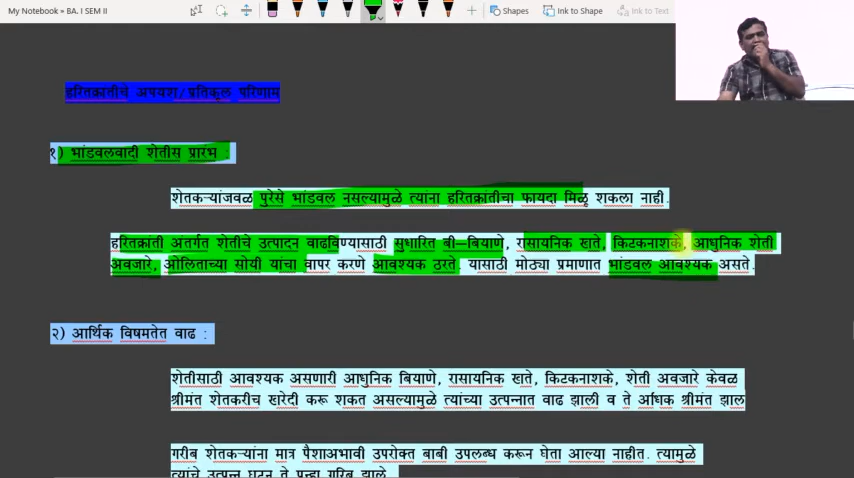 My Notebook » BA. I SEM II
Shapes
Ink to Shape
Ink to Text
हरितक्रांतीचे अपयश/प्रतिकूल परिणाम
१) भांडवलवादी शेतीस प्रारंभ :
शेतकऱ्यांजवळ पुरेसे भांडवल नसल्यामुळे त्यांना हरितक्रांतीचा फायदा मिळू शकला नाही.
हरितक्रांती अंतर्गत शेतीचे उत्पादन वाढविण्यासाठी सुधारित बी–बियाणे, रासायनिक खते, किटकनाशके, आधुनिक शेती
अवजारे, ओलिताच्या सोयी यांचा वापर करणे आवश्यक ठरते. यासाठी मोठ्या प्रमाणात भांडवल आवश्यक असते.
२) आर्थिक विषमतेत वाढ :
शेतीसाठी आवश्यक असणारी आधुनिक बियाणे, रासायनिक खते, किटकनाशके, शेती अवजारे केवळ
श्रीमंत शेतकरीच खरेदी करू शकत असल्यामुळे त्यांच्या उत्पन्नात वाढ झाली व ते अधिक श्रीमंत झाल
गरीब शेतकऱ्यांना मात्र पैशाअभावी उपरोक्त बाबी उपलब्ध करून घेता आल्या नाहीत. त्यामुळे
त्यांचे उत्पन्न घटून ते पुन्हा गरिब झाले.